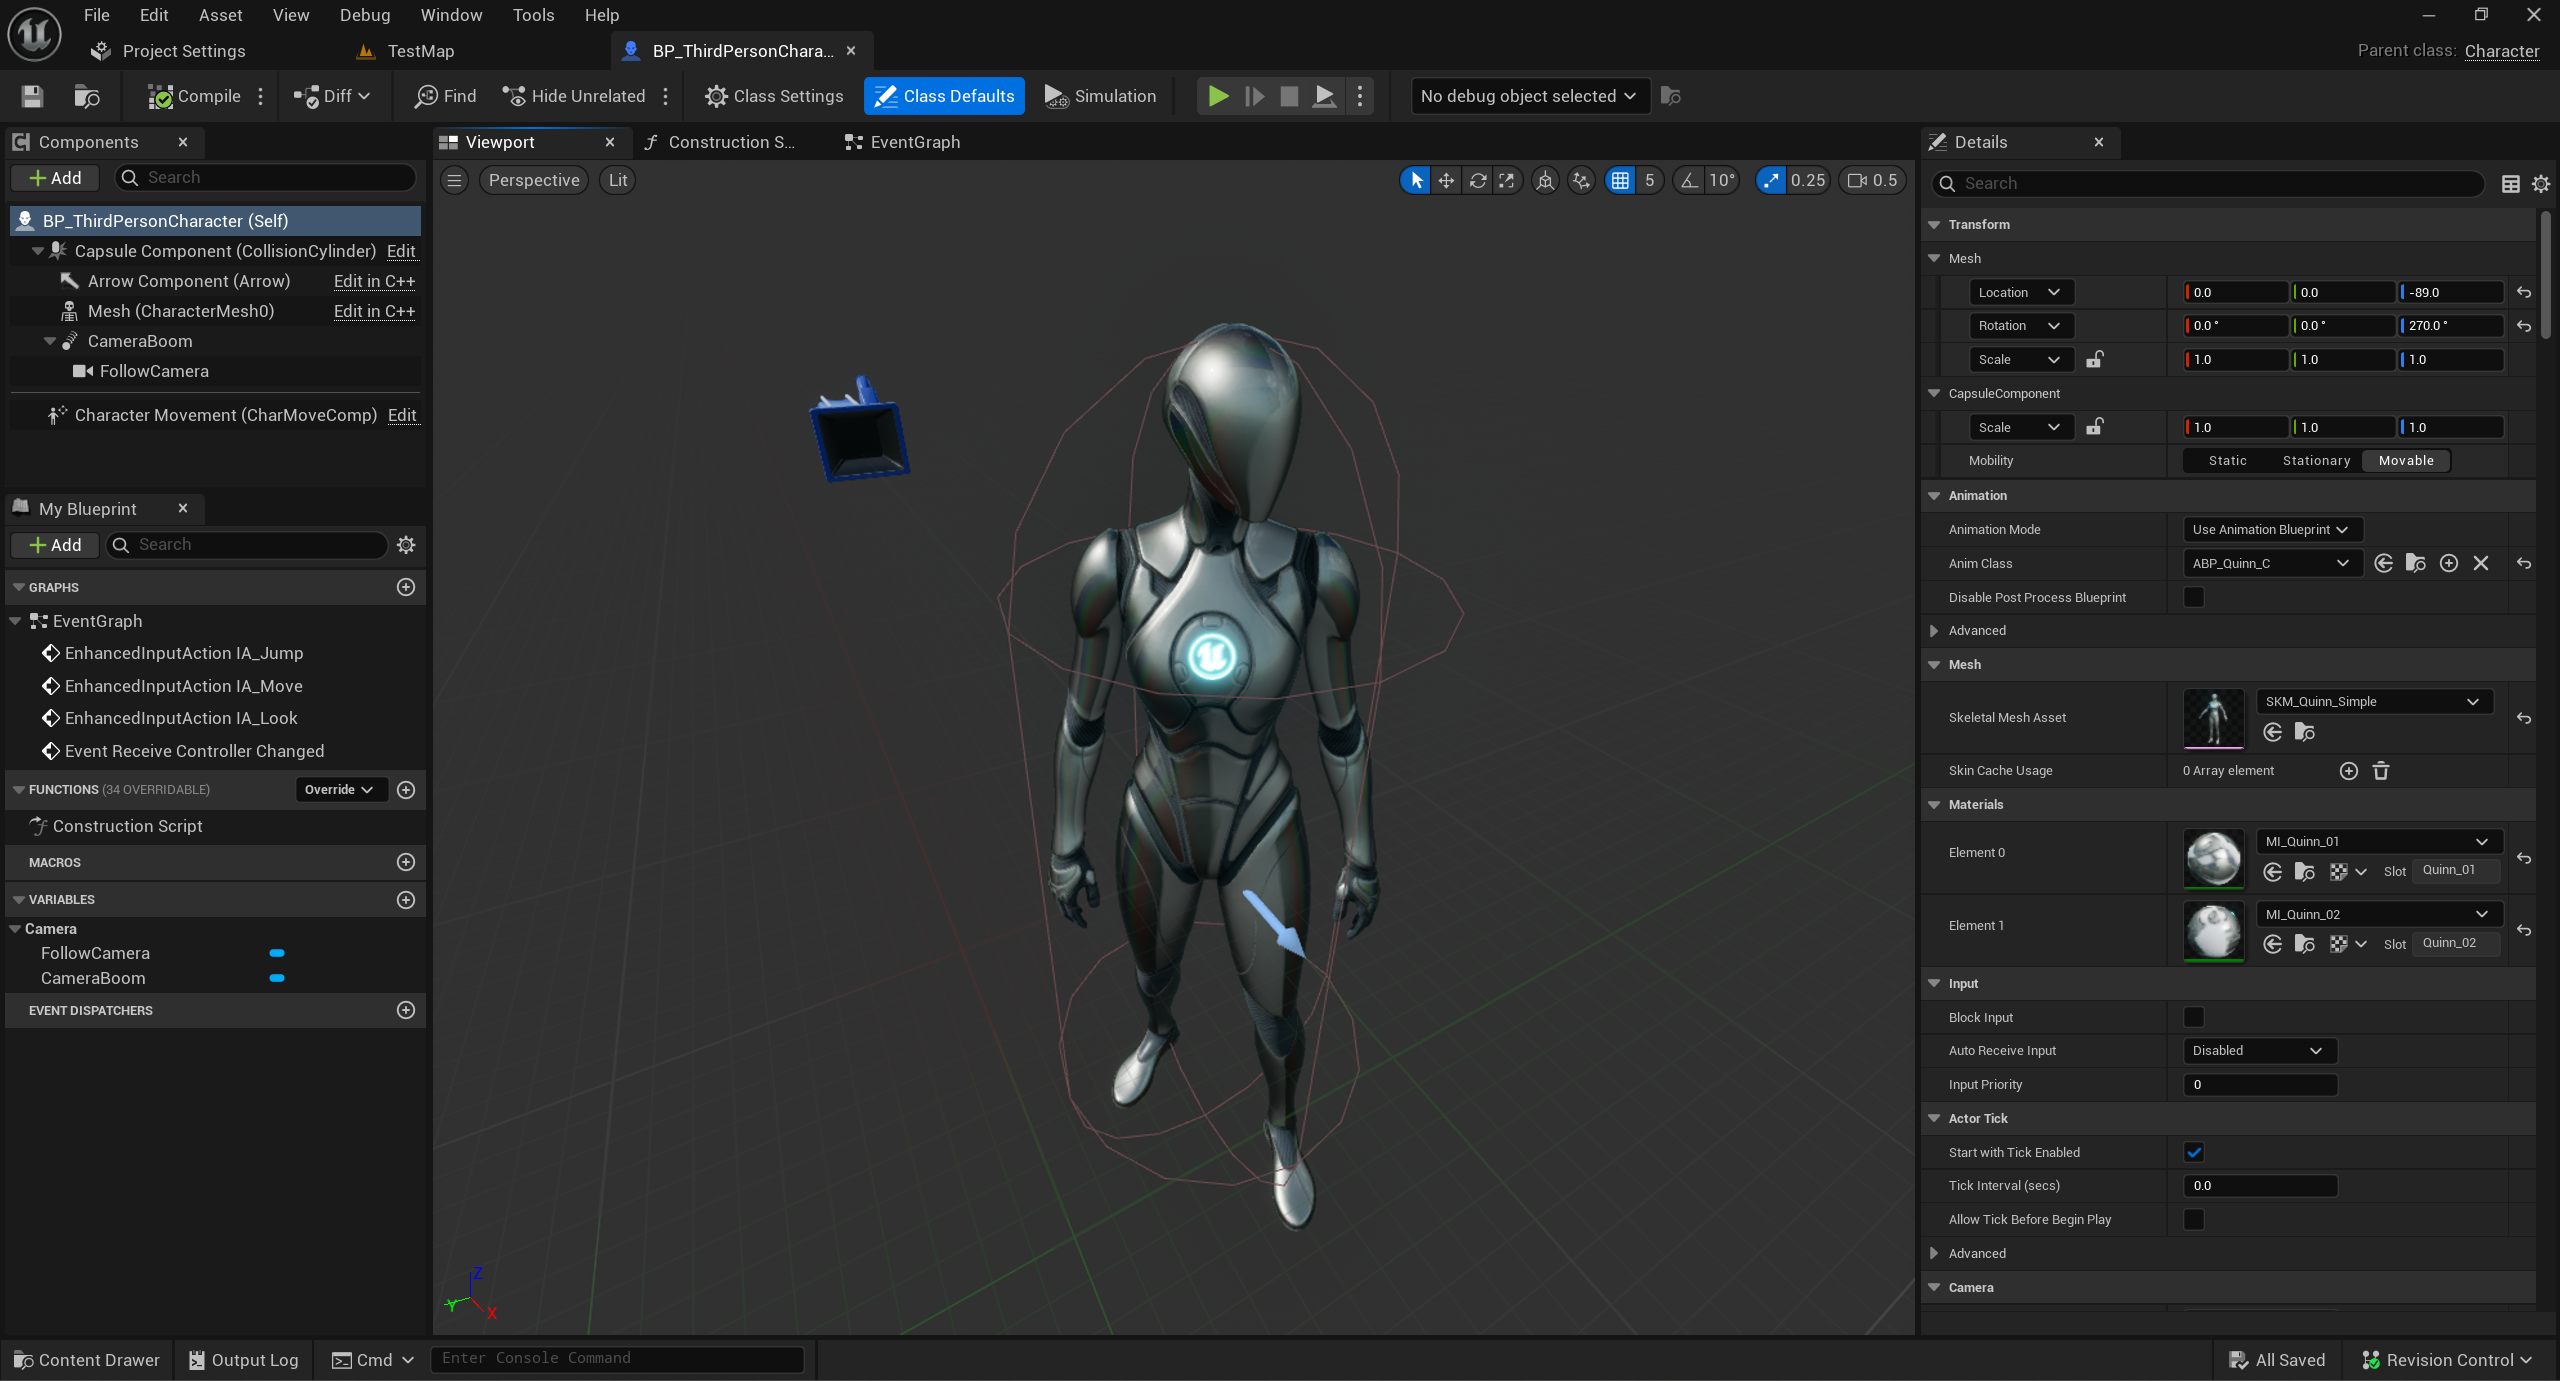 File Edit Asset View Debug Window Tools Help
Project Settings
TestMap
BP_ThirdPersonChara...
Parent class: Character
Compile
Diff
Find
Hide Unrelated
Class Settings
Class Defaults
Simulation
No debug object selected
Components
Add
Search
BP_ThirdPersonCharacter (Self)
Capsule Component (CollisionCylinder) Edit
Arrow Component (Arrow) Edit in C++
Mesh (CharacterMesh0) Edit in C++
CameraBoom
FollowCamera
Character Movement (CharMoveComp) Edit
My Blueprint
Add
Search
GRAPHS
EventGraph
EnhancedInputAction IA_Jump
EnhancedInputAction IA_Move
EnhancedInputAction IA_Look
Event Receive Controller Changed
FUNCTIONS (34 OVERRIDABLE) Override
Construction Script
MACROS
VARIABLES
Camera
FollowCamera
CameraBoom
EVENT DISPATCHERS
Viewport
Construction S...
EventGraph
Perspective
Lit
5
10°
0.25
0.5
Z
Y
X
Details
Search
Transform
Mesh
Location 0.0 0.0 -89.0
Rotation 0.0 ° 0.0 ° 270.0 °
Scale 1.0 1.0 1.0
CapsuleComponent
Scale 1.0 1.0 1.0
Mobility Static Stationary Movable
Animation
Animation Mode Use Animation Blueprint
Anim Class ABP_Quinn_C
Disable Post Process Blueprint
Advanced
Mesh
Skeletal Mesh Asset SKM_Quinn_Simple
Skin Cache Usage 0 Array element
Materials
Element 0 MI_Quinn_01
Slot Quinn_01
Element 1 MI_Quinn_02
Slot Quinn_02
Input
Block Input
Auto Receive Input Disabled
Input Priority 0
Actor Tick
Start with Tick Enabled
Tick Interval (secs) 0.0
Allow Tick Before Begin Play
Advanced
Camera
Content Drawer
Output Log
Cmd
Enter Console Command
All Saved
Revision Control